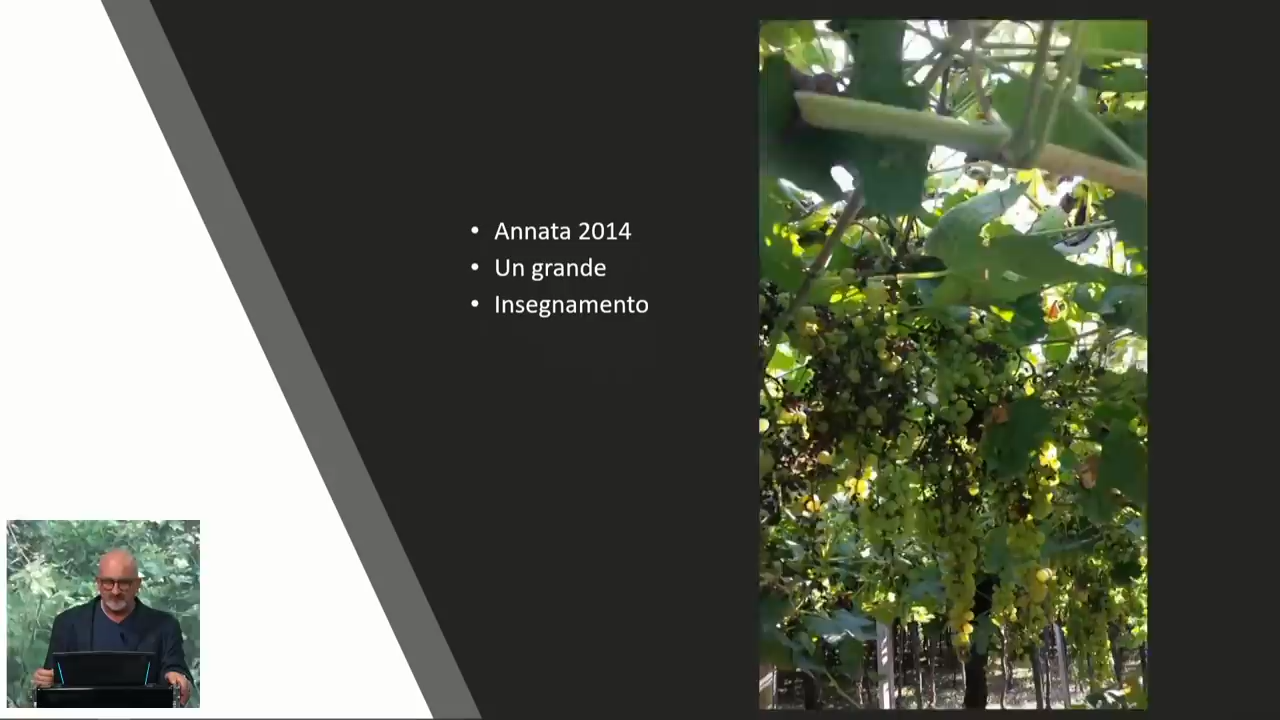 • Annata 2014
• Un grande
• Insegnamento